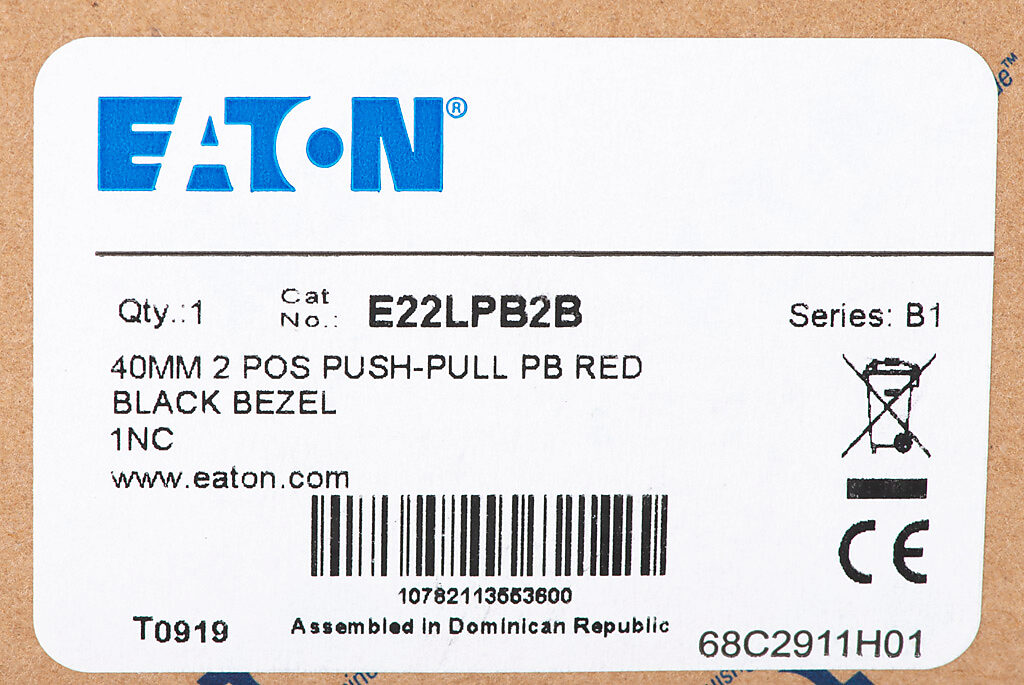 EATON®
Qty.:1 Cat No.: E22LPB2B Series: B1
40MM 2 POS PUSH-PULL PB RED
BLACK BEZEL
1NC
www.eaton.com
CE
10782113553600
T0919 Assembled in Dominican Republic 68C2911H01